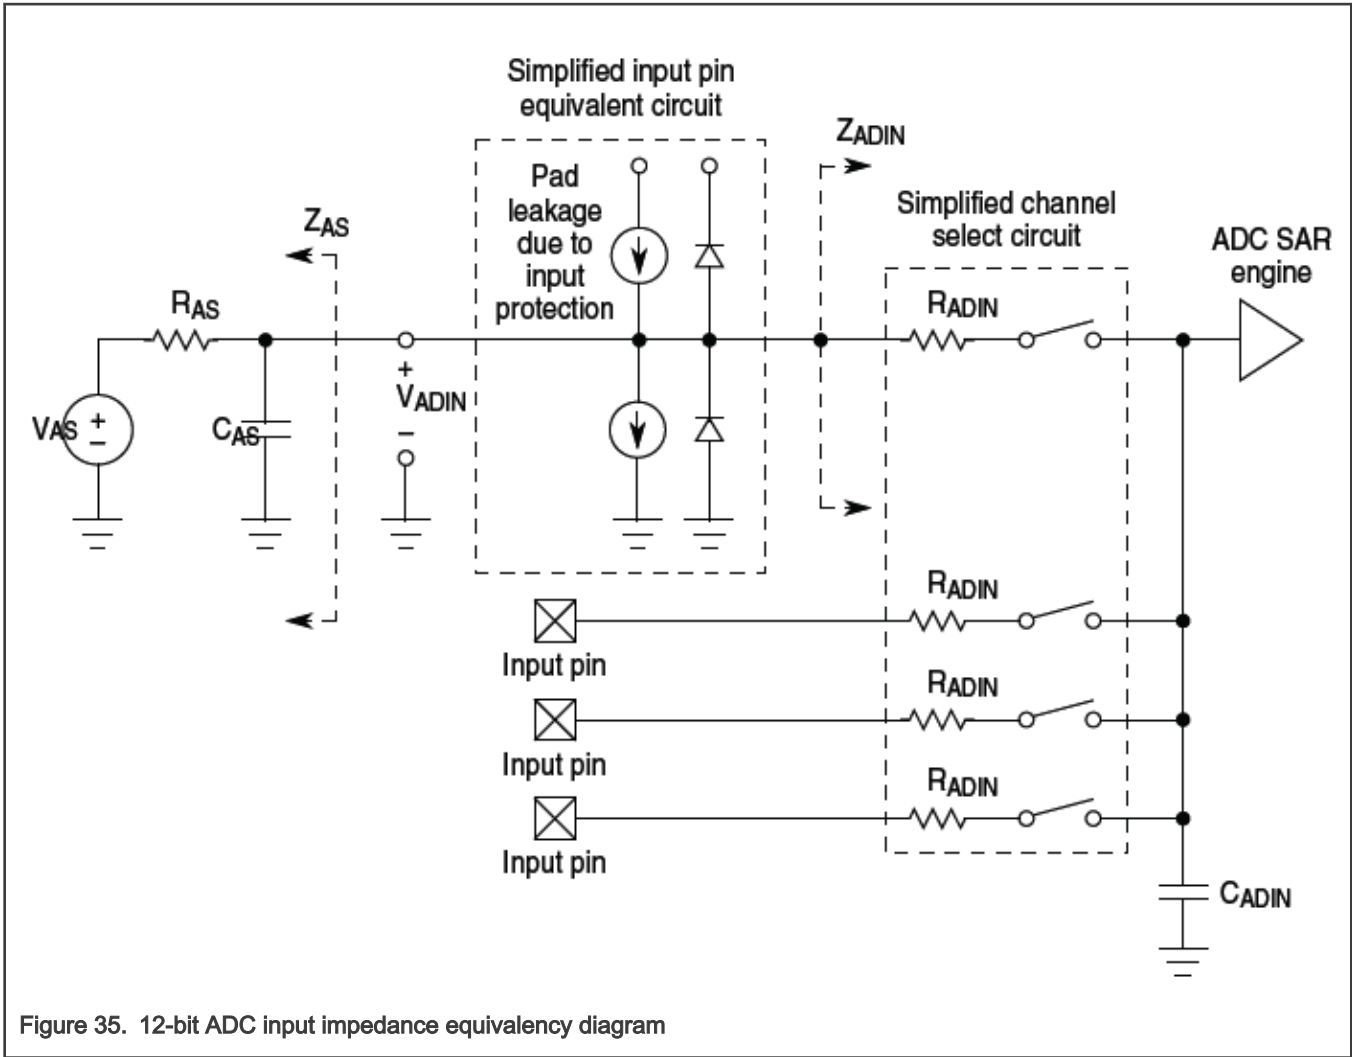 Simplified input pin
equivalent circuit
Pad
leakage
due to
input
protection
ZADIN
Simplified channel
select circuit
ADC SAR
engine
ZAS
RAS
RADIN
+
VADIN
−
VAS
+
−
CAS
RADIN
Input pin
RADIN
Input pin
RADIN
Input pin
CADIN
Figure 35. 12-bit ADC input impedance equivalency diagram